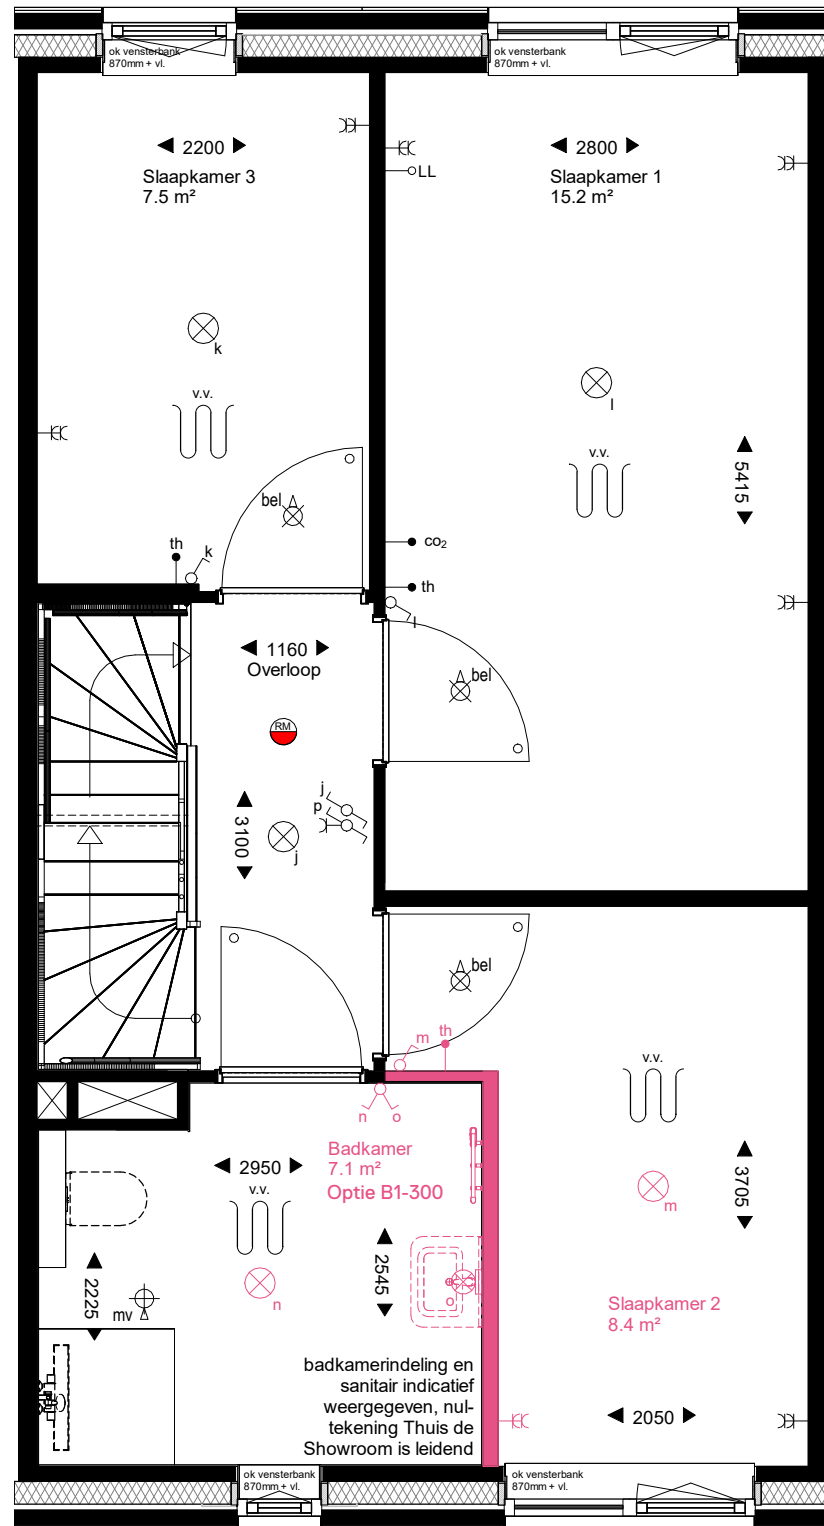 ok vensterbank
870mm + vl.
ok vensterbank
870mm + vl.
2200
Slaapkamer 3
7.5 m²
2800
Slaapkamer 1
15.2 m²
LL
k
l
v.v.
v.v.
5415
bel
co₂
th
k
th
l
1160
Overloop
RM
bel
j
p
3100
j
bel
m
th
n
o
v.v.
Badkamer
7.1 m²
Optie B1-300
2950
v.v.
3705
m
2545
2225
mv
n
Slaapkamer 2
8.4 m²
badkamerindeling en
sanitair indicatief
weergegeven, nul-
tekening Thuis de
Showroom is leidend
2050
ok vensterbank
870mm + vl.
ok vensterbank
870mm + vl.